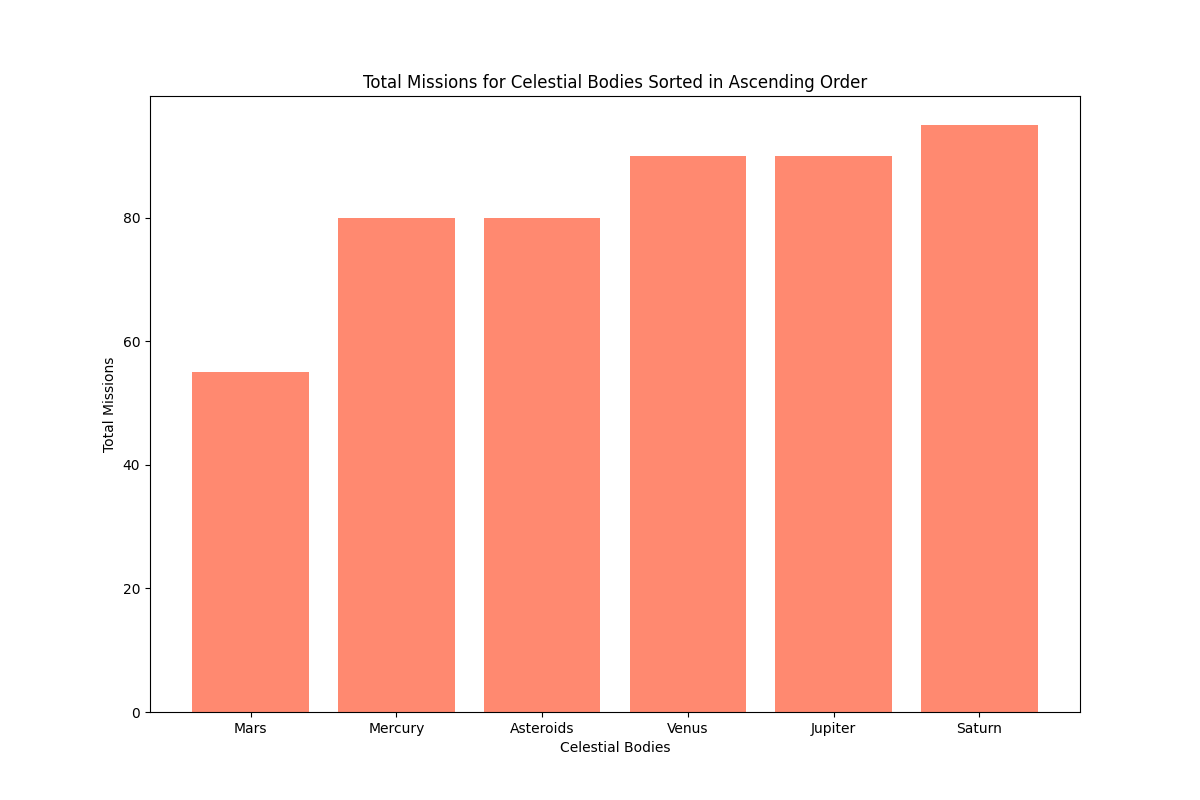 Total Missions for Celestial Bodies Sorted in Ascending Order
Total Missions
80
60
40
20
0
Mars Mercury Asteroids Venus Jupiter Saturn
Celestial Bodies